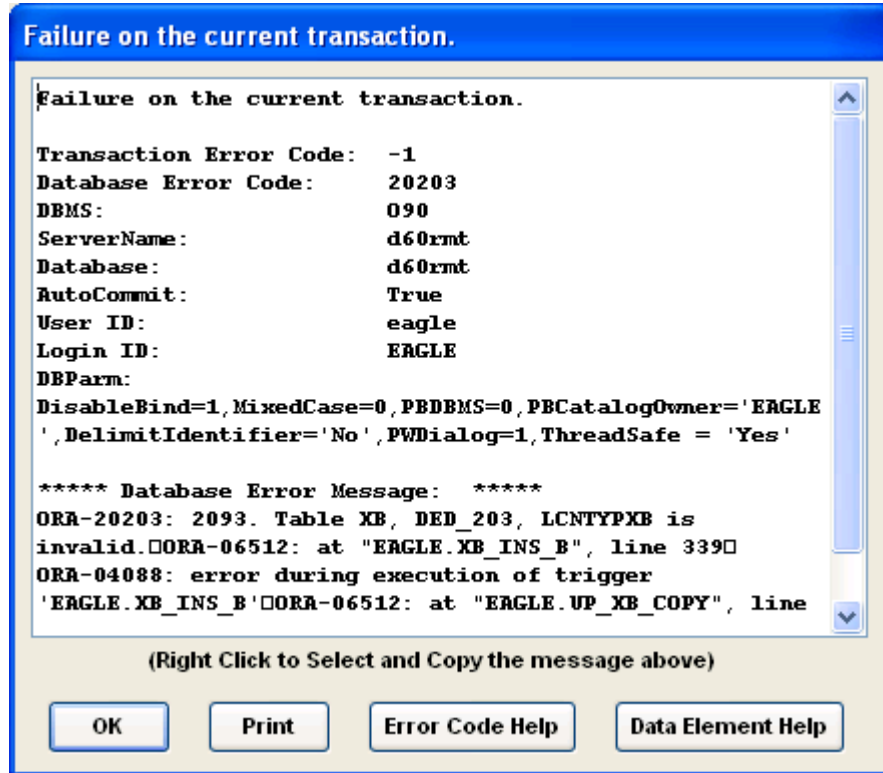 Failure on the current transaction.
Failure on the current transaction.
Transaction Error Code: -1
Database Error Code: 20203
DBMS: O90
ServerName: d60rmt
Database: d60rmt
AutoCommit: True
User ID: eagle
Login ID: EAGLE
DBParm:
DisableBind=1,MixedCase=0,PBDBMS=0,PBCatalogOwner='EAGLE
',DelimitIdentifier='No',PWDialog=1,ThreadSafe = 'Yes'
***** Database Error Message: *****
ORA-20203: 2093. Table XB, DED_203, LCNTYPXB is
invalid.□ORA-06512: at "EAGLE.XB_INS_B", line 339□
ORA-04088: error during execution of trigger
'EAGLE.XB_INS_B'□ORA-06512: at "EAGLE.UP_XB_COPY", line
(Right Click to Select and Copy the message above)
OK Print Error Code Help Data Element Help